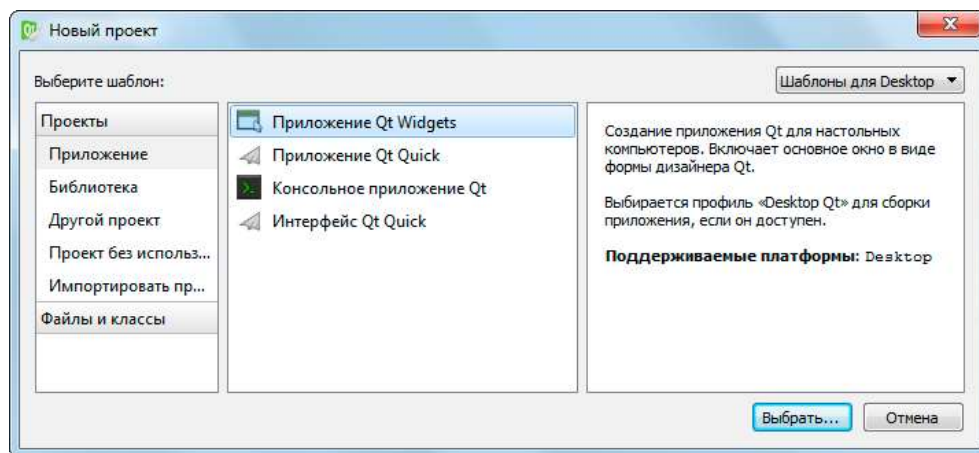 Новый проект
Выберите шаблон:
Шаблоны для Desktop
Проекты
Приложение
Библиотека
Другой проект
Проект без использ...
Импортировать пр...
Файлы и классы
Приложение Qt Widgets
Приложение Qt Quick
Консольное приложение Qt
Интерфейс Qt Quick
Создание приложения Qt для настольных
компьютеров. Включает основное окно в виде
формы дизайнера Qt.
Выбирается профиль «Desktop Qt» для сборки
приложения, если он доступен.
Поддерживаемые платформы: Desktop
Выбрать...
Отмена